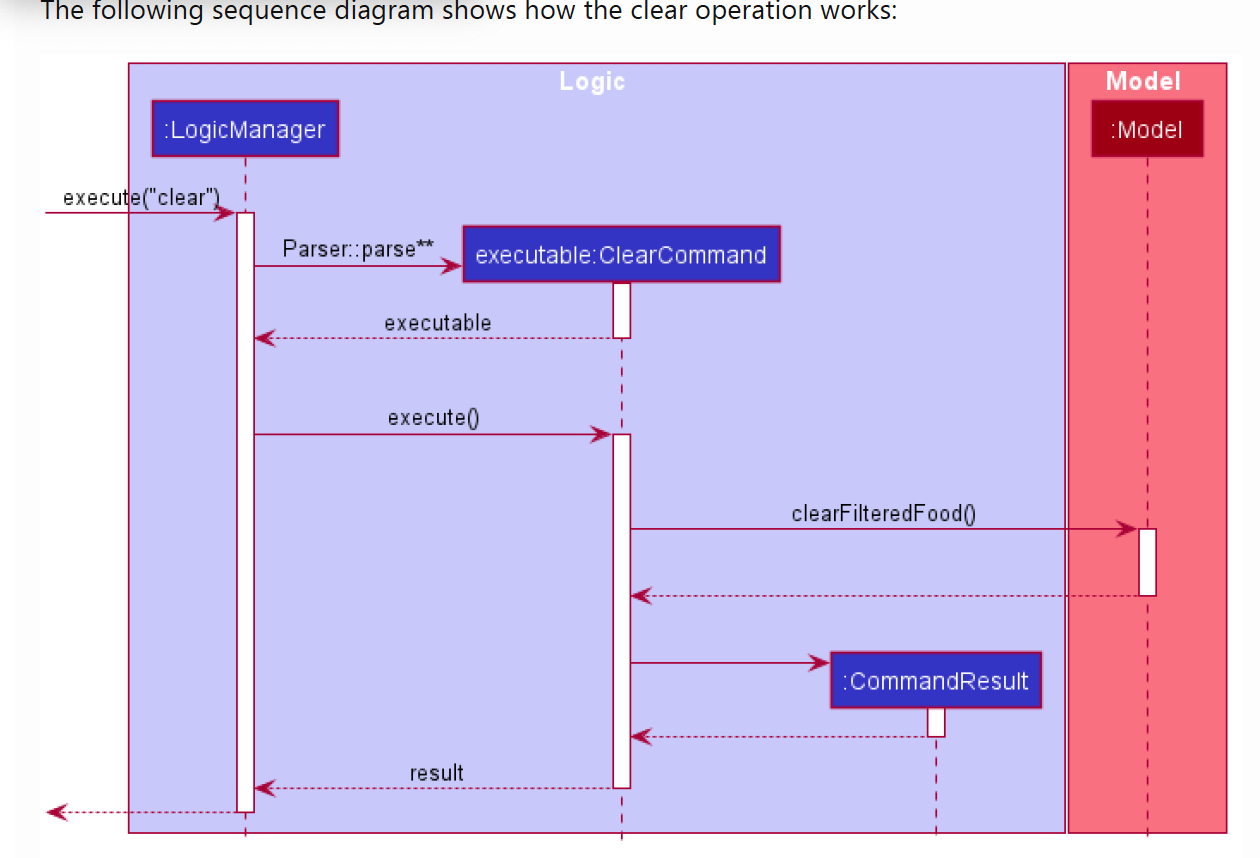 The following sequence diagram shows how the clear operation works:
Logic
Model
:LogicManager
:Model
execute("clear")
Parser::parse**
executable:ClearCommand
executable
execute()
clearFilteredFood()
:CommandResult
result